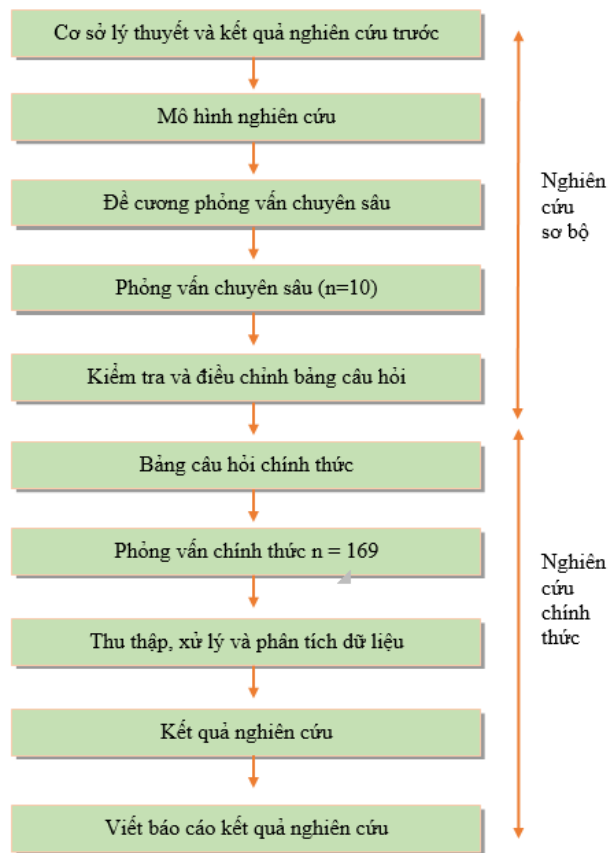 Cơ sở lý thuyết và kết quả nghiên cứu trước
Mô hình nghiên cứu
Đề cương phỏng vấn chuyên sâu
Phỏng vấn chuyên sâu (n=10)
Kiểm tra và điều chỉnh bảng câu hỏi
Nghiên
cứu
sơ bộ
Bảng câu hỏi chính thức
Phỏng vấn chính thức n = 169
Thu thập, xử lý và phân tích dữ liệu
Kết quả nghiên cứu
Viết báo cáo kết quả nghiên cứu
Nghiên
cứu
chính
thức